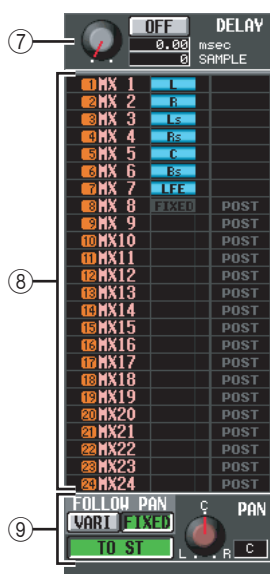 ⑦
OFF DELAY
0.00 msec
0 SAMPLE
⑧
1 MX 1 L
2 MX 2 R
3 MX 3 Ls
4 MX 4 Rs
5 MX 5 C
6 MX 6 Bs
7 MX 7 LFE
8 MX 8 FIXED POST
9 MX 9 POST
10 MX10 POST
11 MX11 POST
12 MX12 POST
13 MX13 POST
14 MX14 POST
15 MX15 POST
16 MX16 POST
17 MX17 POST
18 MX18 POST
19 MX19 POST
20 MX20 POST
21 MX21 POST
22 MX22 POST
23 MX23 POST
24 MX24 POST
⑨
FOLLOW PAN C PAN
VARI FIXED
TO ST L R C